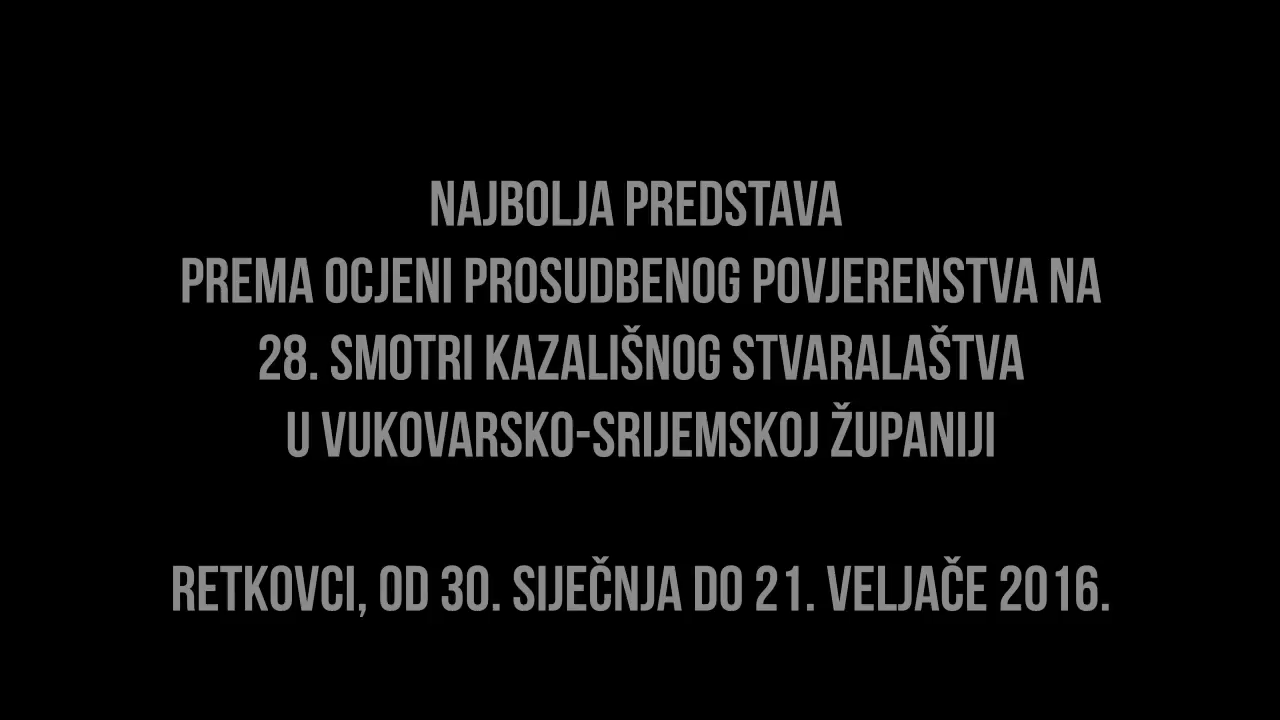 NAJBOLJA PREDSTAVA
PREMA OCJENI PROSUDBENOG POVJERENSTVA NA
28. SMOTRI KAZALIŠNOG STVARALAŠTVA
U VUKOVARSKO-SRIJEMSKOJ ŽUPANIJI
RETKOVCI, OD 30. SIJEČNJA DO 21. VELJAČE 2016.